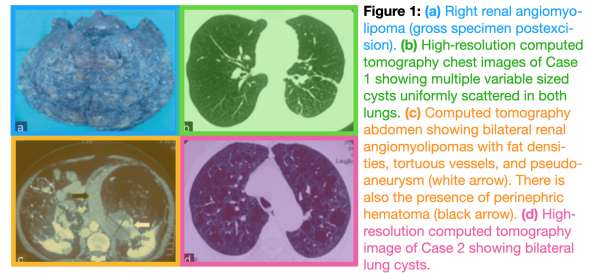 Figure 1: (a) Right renal angiomyo-
lipoma (gross specimen postexci-
sion). (b) High-resolution computed
tomography chest images of Case
1 showing multiple variable sized
cysts uniformly scattered in both
lungs. (c) Computed tomography
abdomen showing bilateral renal
angiomyolipomas with fat densi-
ties, tortuous vessels, and pseudo-
aneurysm (white arrow). There is
also the presence of perinephric
hematoma (black arrow). (d) High-
resolution computed tomography
image of Case 2 showing bilateral
lung cysts.
a
b
c
d